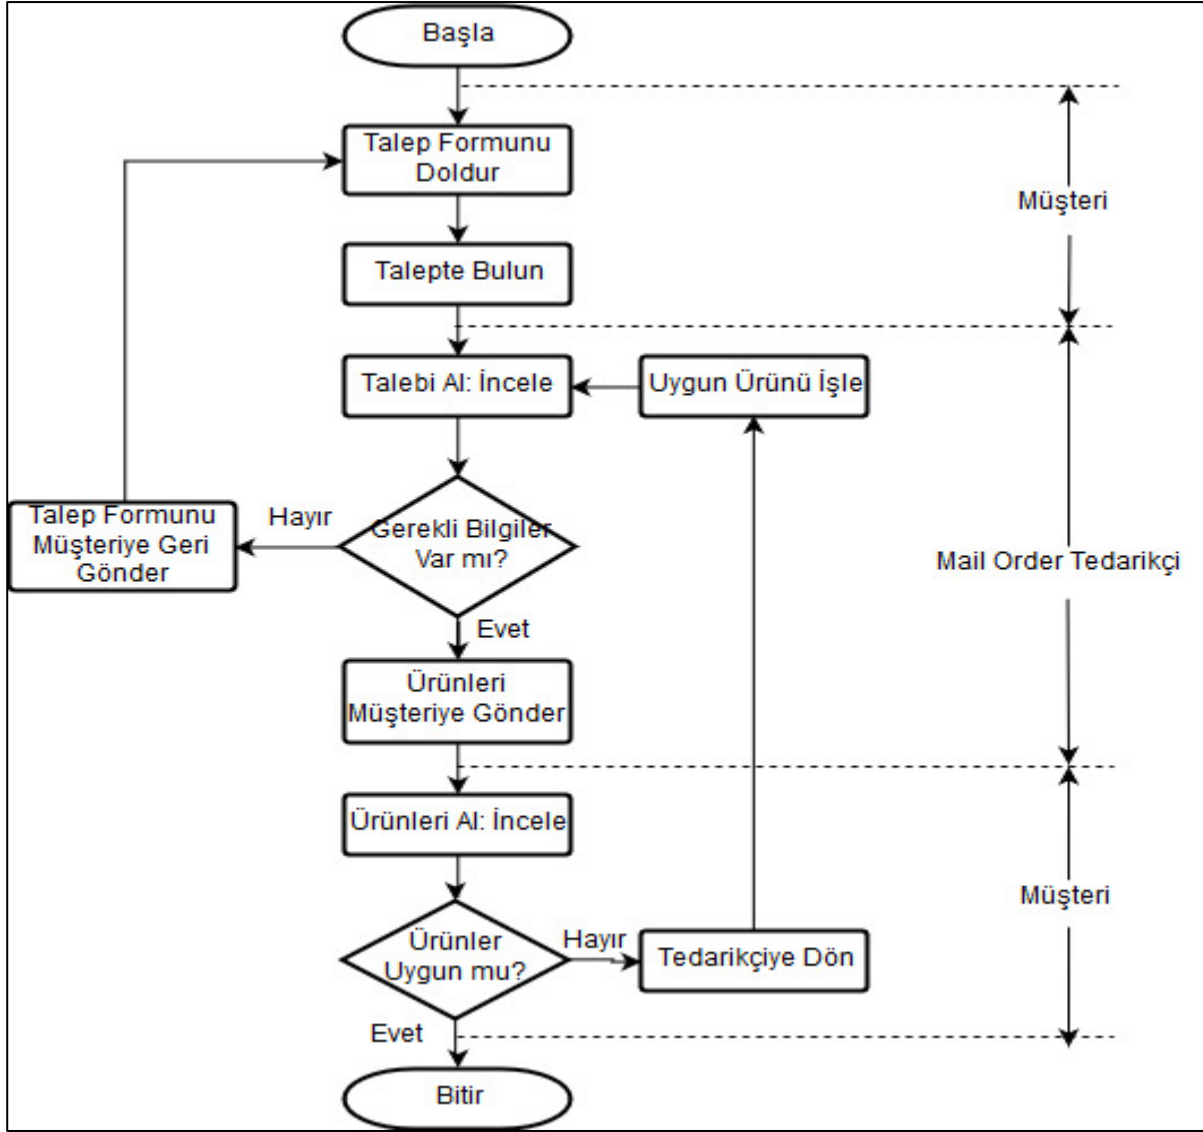 Başla
Talep Formunu
Doldur
Müşteri
Talepte Bulun
Talebi Al: İncele
Uygun Ürünü İşle
Talep Formunu
Müşteriye Geri
Gönder
Hayır
Gerekli Bilgiler
Var mı?
Mail Order Tedarikçi
Evet
Ürünleri
Müşteriye Gönder
Ürünleri Al: İncele
Müşteri
Ürünler
Uygun mu?
Hayır
Tedarikçiye Dön
Evet
Bitir